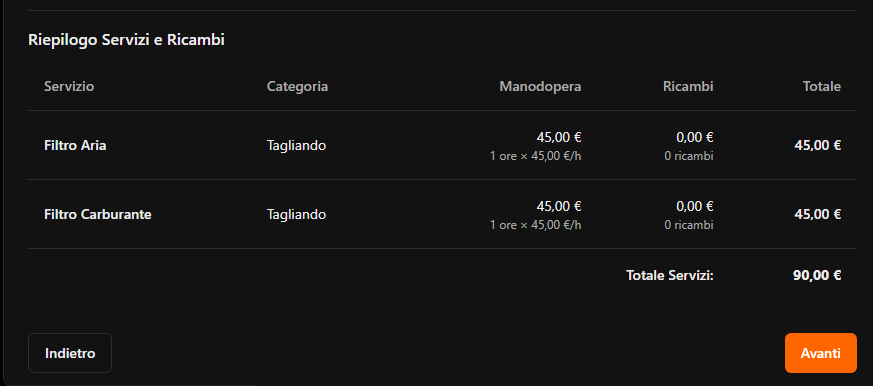 Riepilogo Servizi e Ricambi
Servizio Categoria Manodopera Ricambi Totale
Filtro Aria Tagliando 45,00 € 0,00 € 45,00 €
1 ore × 45,00 €/h 0 ricambi
Filtro Carburante Tagliando 45,00 € 0,00 € 45,00 €
1 ore × 45,00 €/h 0 ricambi
Totale Servizi: 90,00 €
Indietro Avanti